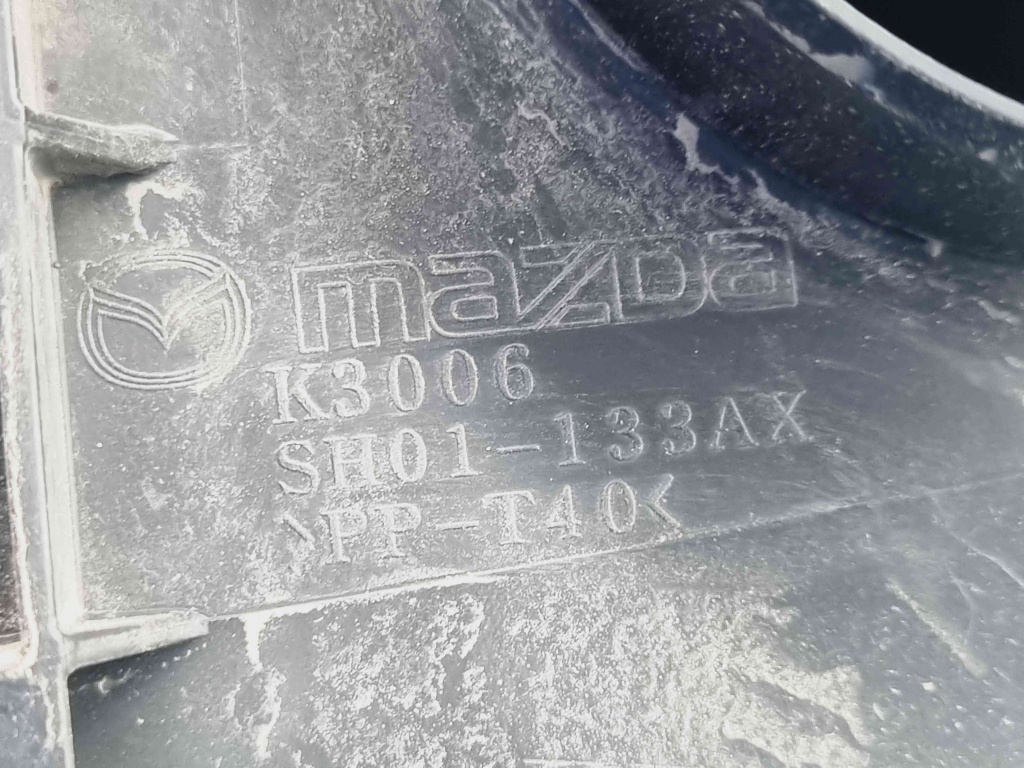 mazda
K3006
SH01-133AX
>PP-T40<